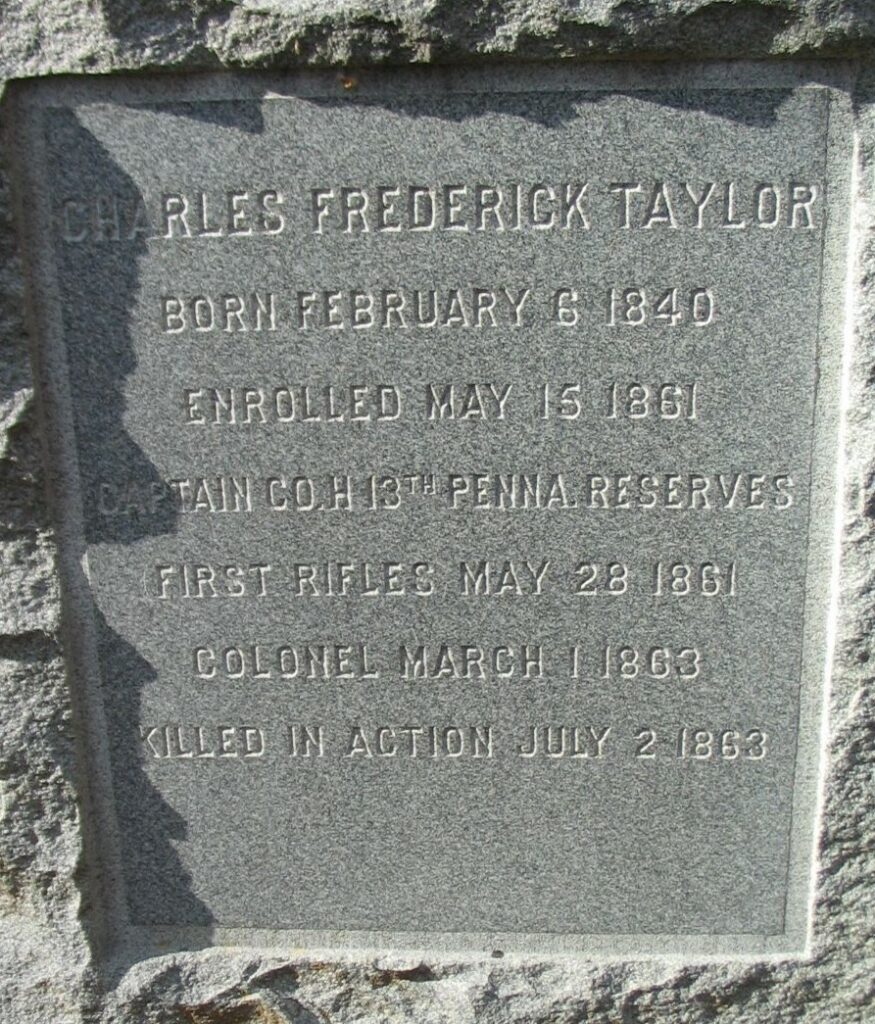 CHARLES FREDERICK TAYLOR
BORN FEBRUARY 6 1840
ENROLLED MAY 15 1861
CAPTAIN CO. H 13TH PENNA. RESERVES
FIRST RIFLES MAY 28 1861
COLONEL MARCH 1 1863
KILLED IN ACTION JULY 2 1863